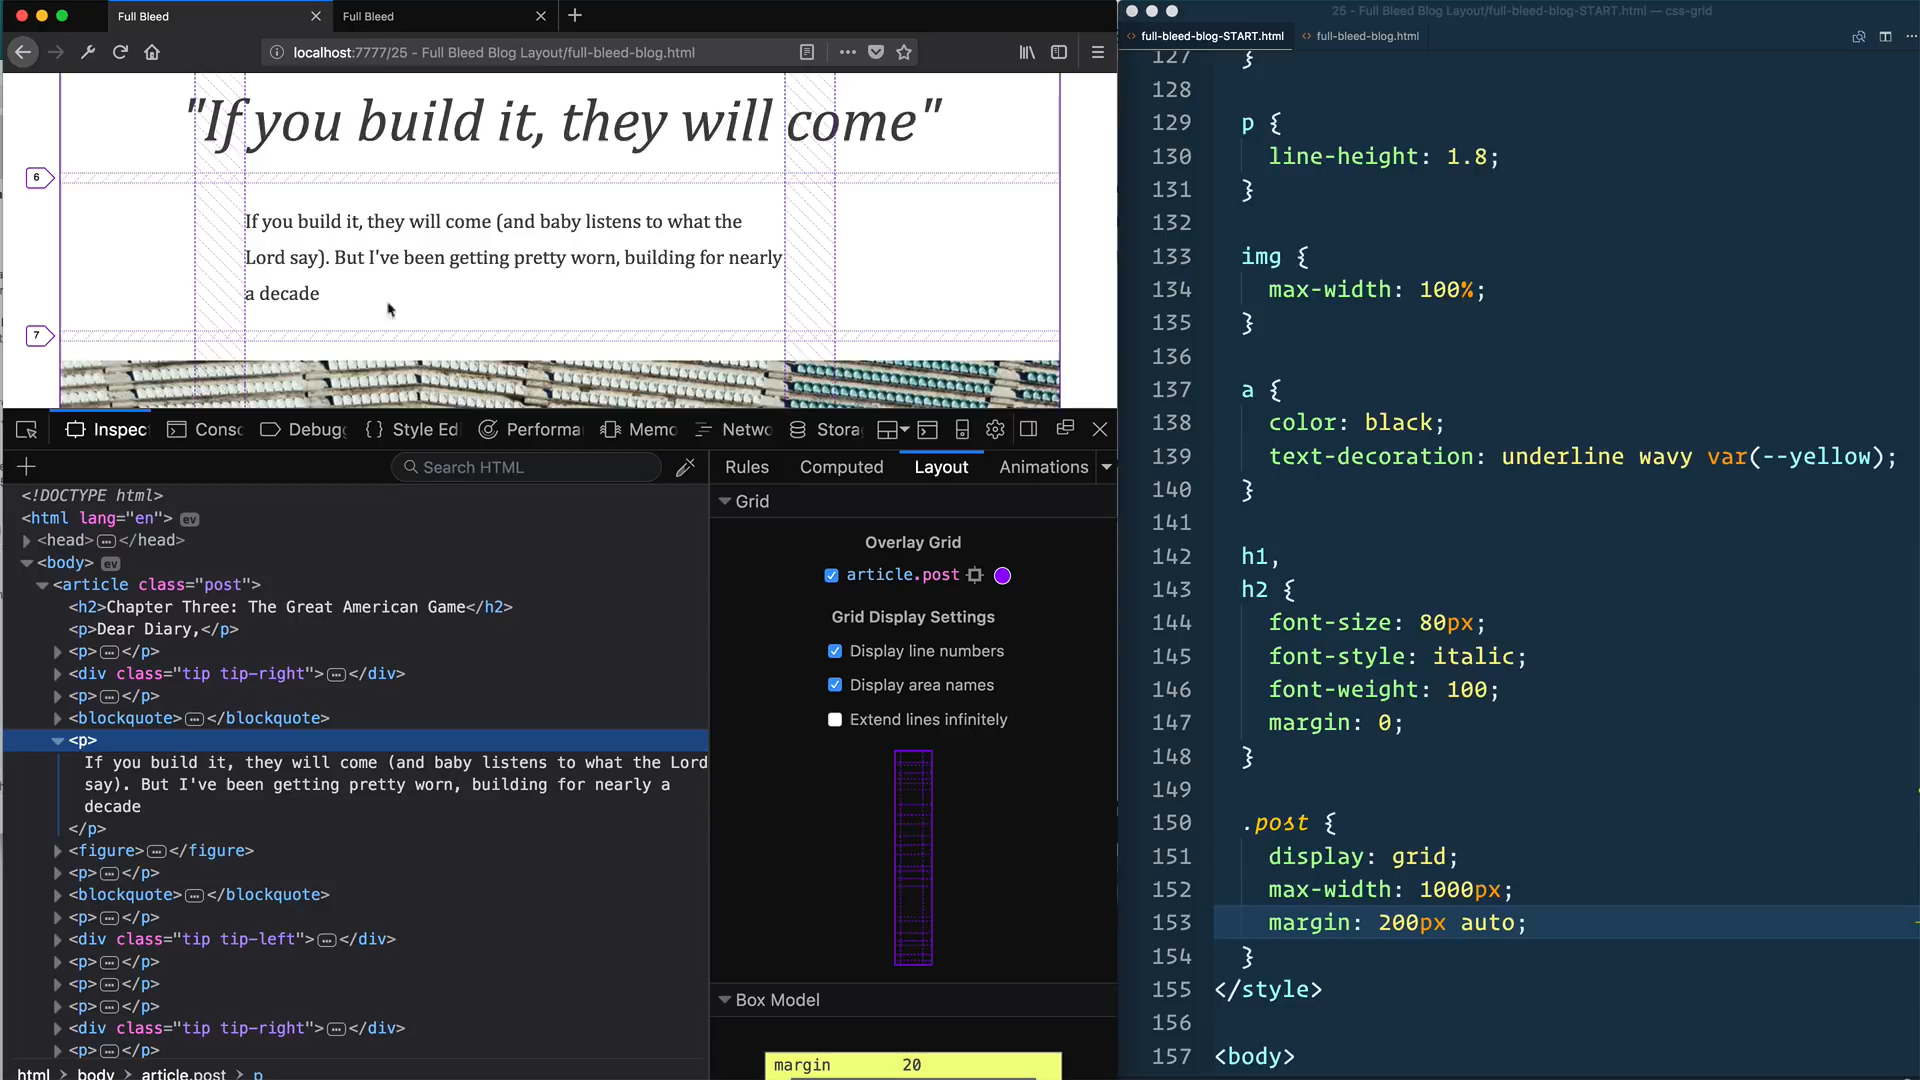 Full Bleed
Full Bleed
localhost:7777/25 - Full Bleed Blog Layout/full-bleed-blog.html
"If you build it, they will come"
6
If you build it, they will come (and baby listens to what the
Lord say). But I've been getting pretty worn, building for nearly
a decade
7
Inspec
Consc
Debug
Style Ed
Performa
Memo
Netwo
Stora
Search HTML
<!DOCTYPE html>
<html lang="en"> ev
<head> </head>
<body> ev
<article class="post">
<h2>Chapter Three: The Great American Game</h2>
<p>Dear Diary,</p>
<p> </p>
<div class="tip tip-right"> </div>
<p> </p>
<blockquote> </blockquote>
<p>
If you build it, they will come (and baby listens to what the Lord
say). But I've been getting pretty worn, building for nearly a
decade
</p>
<figure> </figure>
<p> </p>
<blockquote> </blockquote>
<p> </p>
<div class="tip tip-left"> </div>
<p> </p>
<p> </p>
<p> </p>
<div class="tip tip-right"> </div>
<p> </p>
html > body > article.post > p
Rules
Computed
Layout
Animations
Grid
Overlay Grid
article.post
Grid Display Settings
Display line numbers
Display area names
Extend lines infinitely
Box Model
margin 20
25 - Full Bleed Blog Layout/full-bleed-blog-START.html — css-grid
full-bleed-blog-START.html
full-bleed-blog.html
127 }
128
129 p {
130 line-height: 1.8;
131 }
132
133 img {
134 max-width: 100%;
135 }
136
137 a {
138 color: black;
139 text-decoration: underline wavy var(--yellow);
140 }
141
142 h1,
143 h2 {
144 font-size: 80px;
145 font-style: italic;
146 font-weight: 100;
147 margin: 0;
148 }
149
150 .post {
151 display: grid;
152 max-width: 1000px;
153 margin: 200px auto;
154 }
155 </style>
156
157 <body>